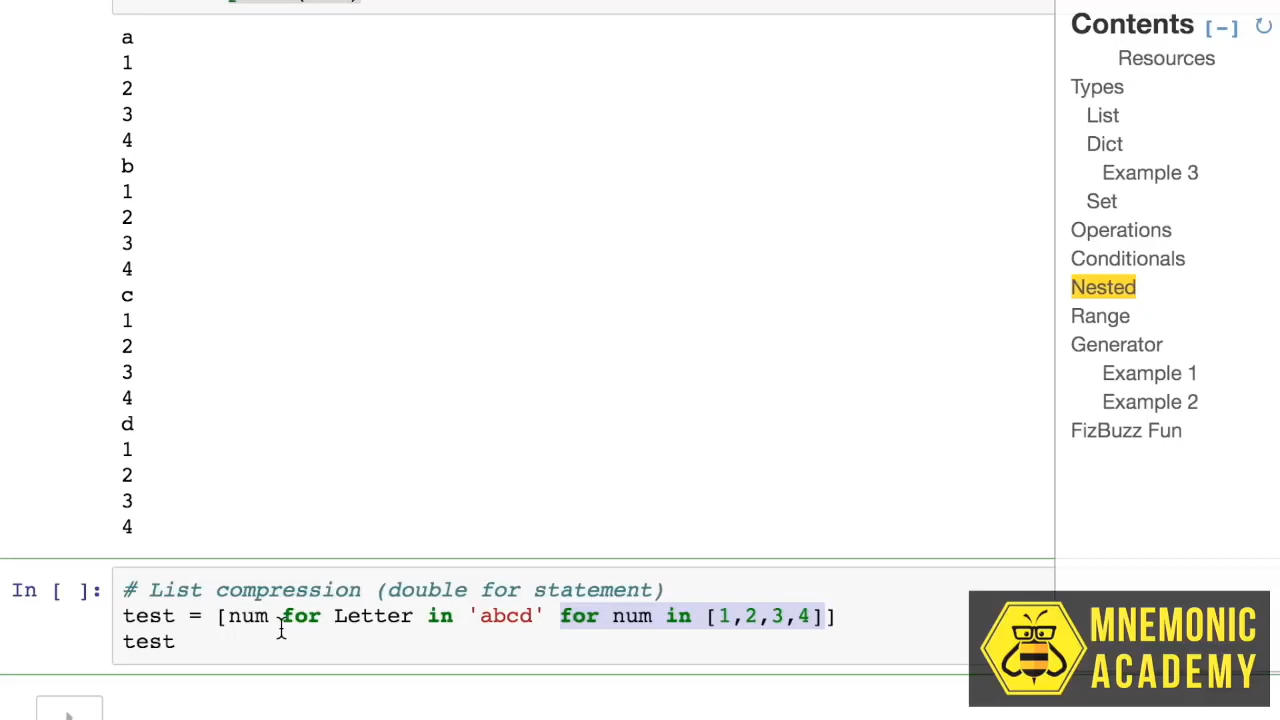 a
1
2
3
4
b
1
2
3
4
c
1
2
3
4
d
1
2
3
4
In [ ]:
# List compression (double for statement)
test = [num for Letter in 'abcd' for num in [1,2,3,4]]
test
Contents [-]
Resources
Types
List
Dict
Example 3
Set
Operations
Conditionals
Nested
Range
Generator
Example 1
Example 2
FizBuzz Fun
MNEMONIC
ACADEMY